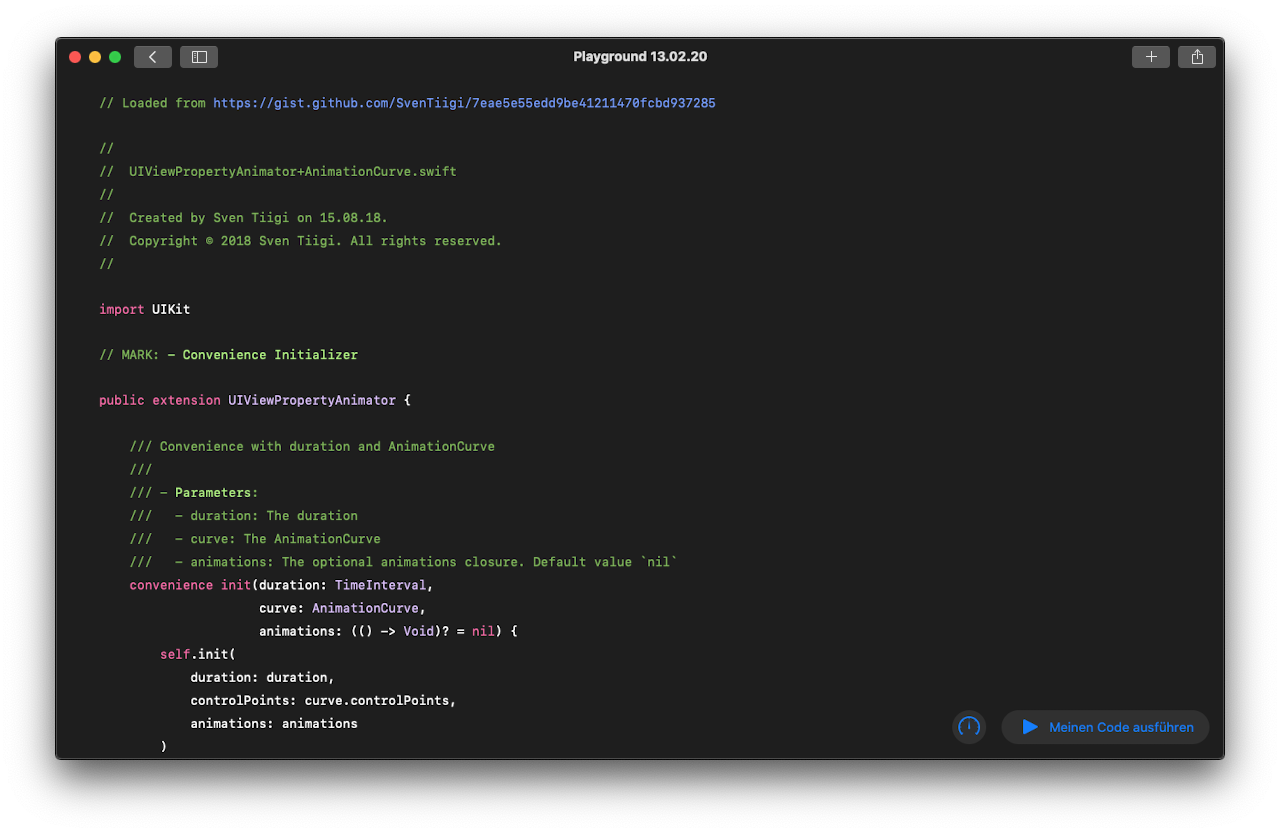 Playground 13.02.20
// Loaded from https://gist.github.com/SvenTiigi/7eae5e55edd9be41211470fcbd937285
//
//  UIViewPropertyAnimator+AnimationCurve.swift
//
//  Created by Sven Tiigi on 15.08.18.
//  Copyright © 2018 Sven Tiigi. All rights reserved.
//
import UIKit
// MARK: - Convenience Initializer
public extension UIViewPropertyAnimator {
    /// Convenience with duration and AnimationCurve
    ///
    /// - Parameters:
    ///   - duration: The duration
    ///   - curve: The AnimationCurve
    ///   - animations: The optional animations closure. Default value `nil`
    convenience init(duration: TimeInterval,
                     curve: AnimationCurve,
                     animations: (() -> Void)? = nil) {
        self.init(
            duration: duration,
            controlPoints: curve.controlPoints,
            animations: animations
        )
Meinen Code ausführen